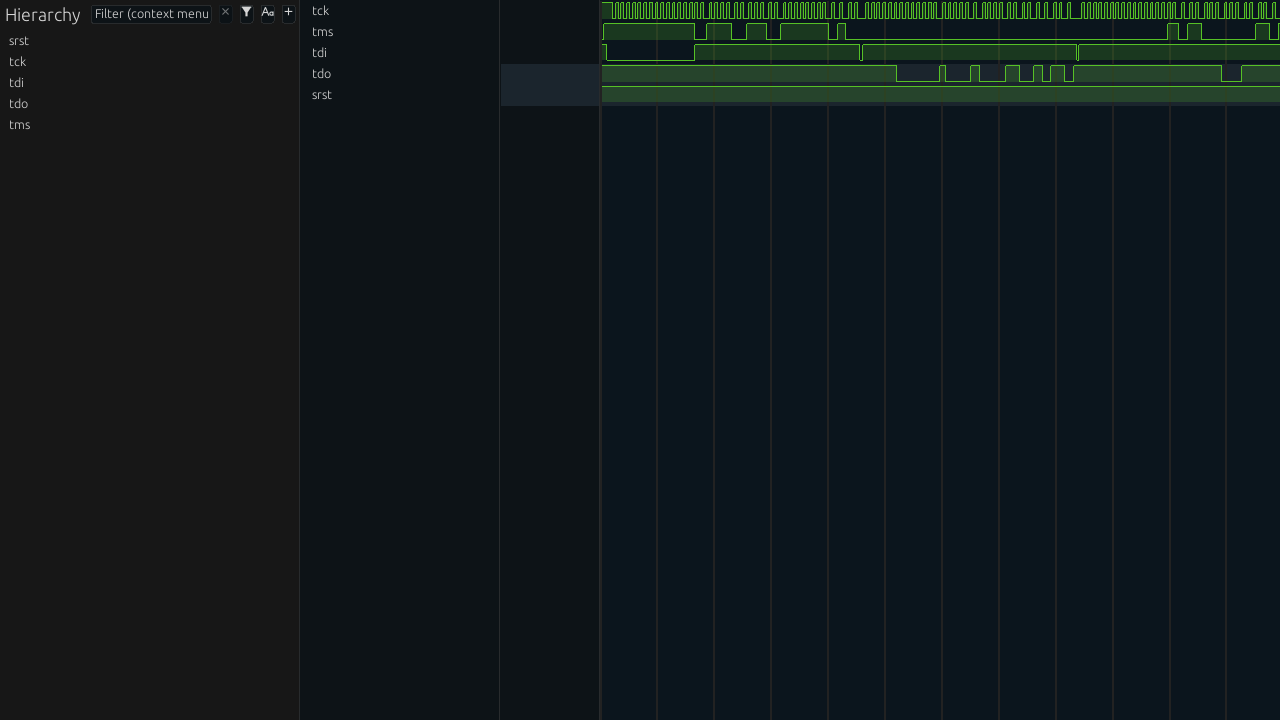 Hierarchy Filter (context menu × Aa +
srst
tck
tdi
tdo
tms
tck
tms
tdi
tdo
srst